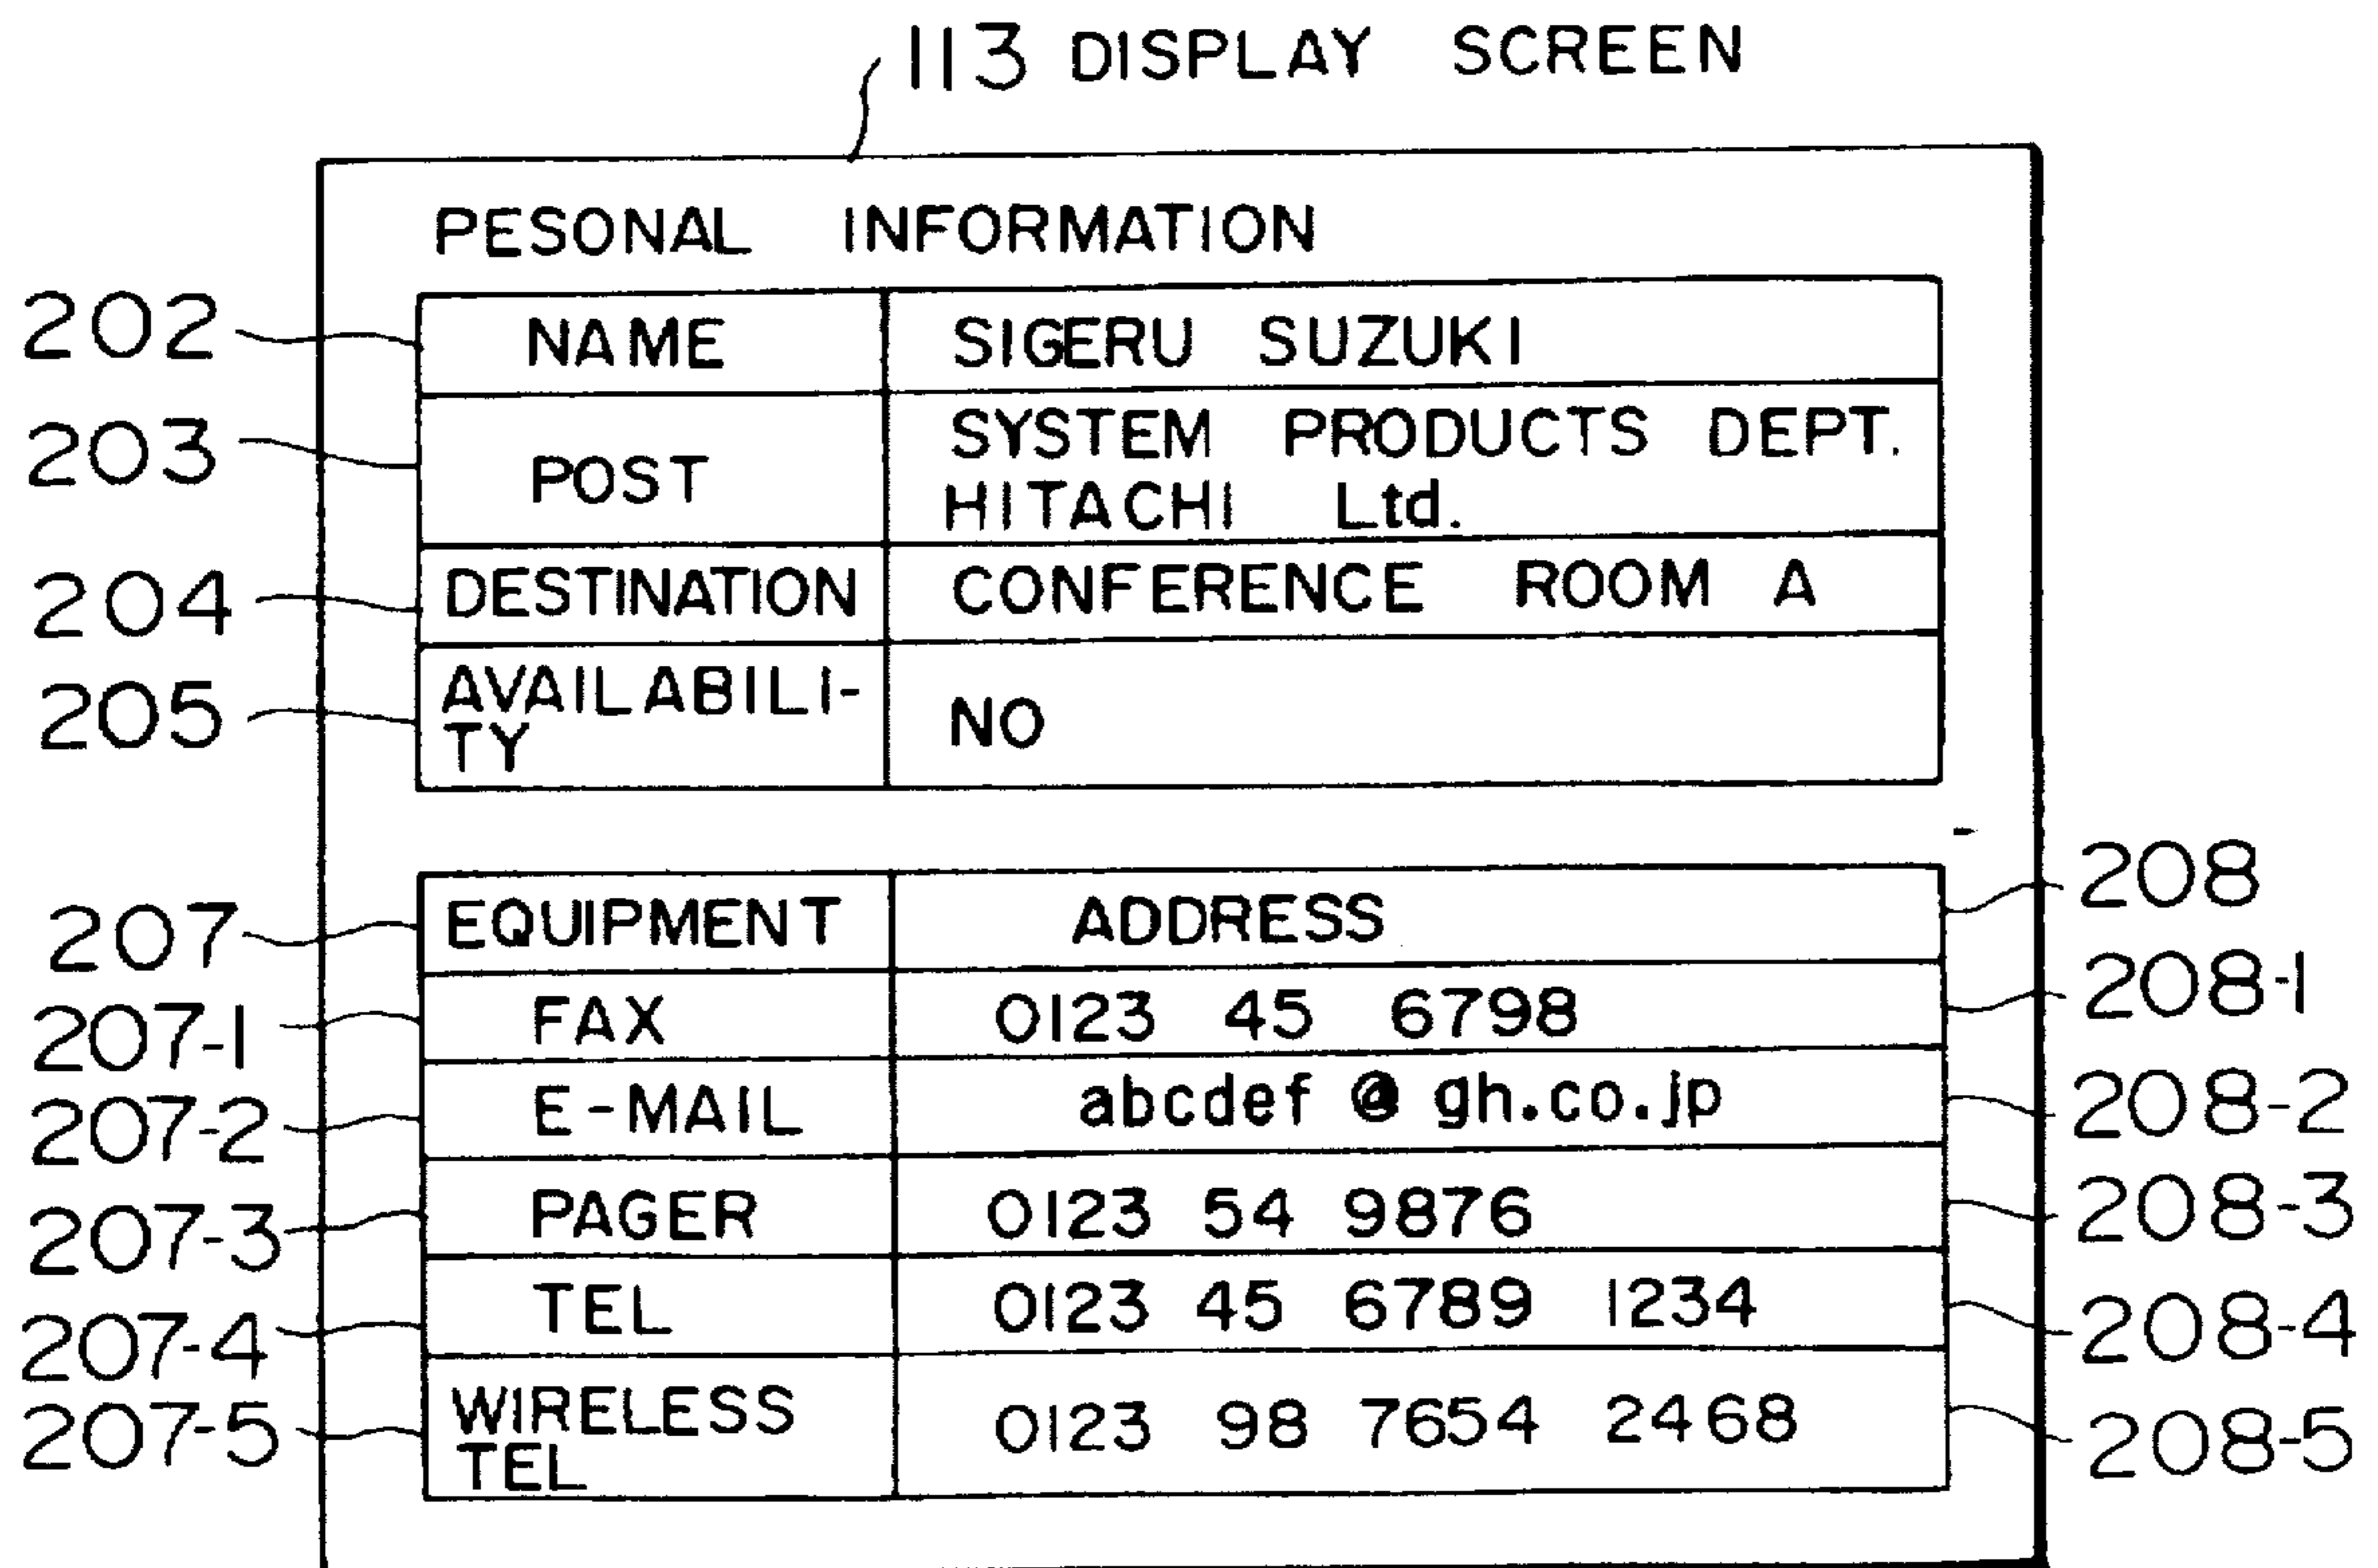 113 DISPLAY SCREEN
PESONAL INFORMATION
202 NAME SIGERU SUZUKI
203 POST SYSTEM PRODUCTS DEPT.
HITACHI Ltd.
204 DESTINATION CONFERENCE ROOM A
205 AVAILABILI-
TY NO
207 EQUIPMENT ADDRESS 208
207-1 FAX 0123 45 6798 208-1
207-2 E-MAIL abcdef @ gh.co.jp 208-2
207-3 PAGER 0123 54 9876 208-3
207-4 TEL 0123 45 6789 1234 208-4
207-5 WIRELESS
TEL 0123 98 7654 2468 208-5